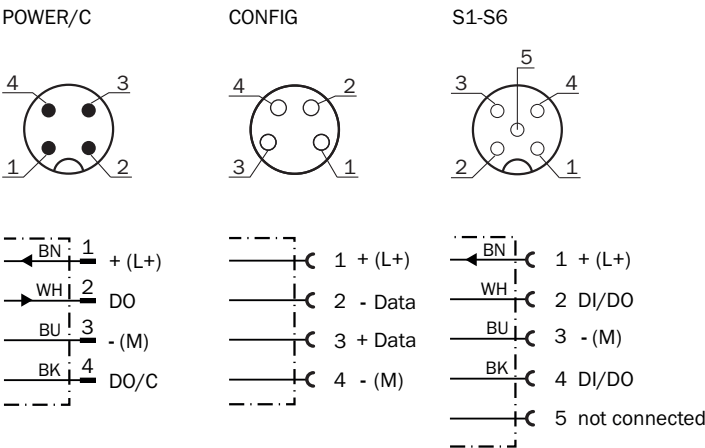 POWER/C
CONFIG
S1-S6
4 3
1 2
4 2
3 1
5
3 4
2 1
BN 1 + (L+)
WH 2 DO
BU 3 - (M)
BK 4 DO/C
1 + (L+)
2 - Data
3 + Data
4 - (M)
BN 1 + (L+)
WH 2 DI/DO
BU 3 - (M)
BK 4 DI/DO
5 not connected